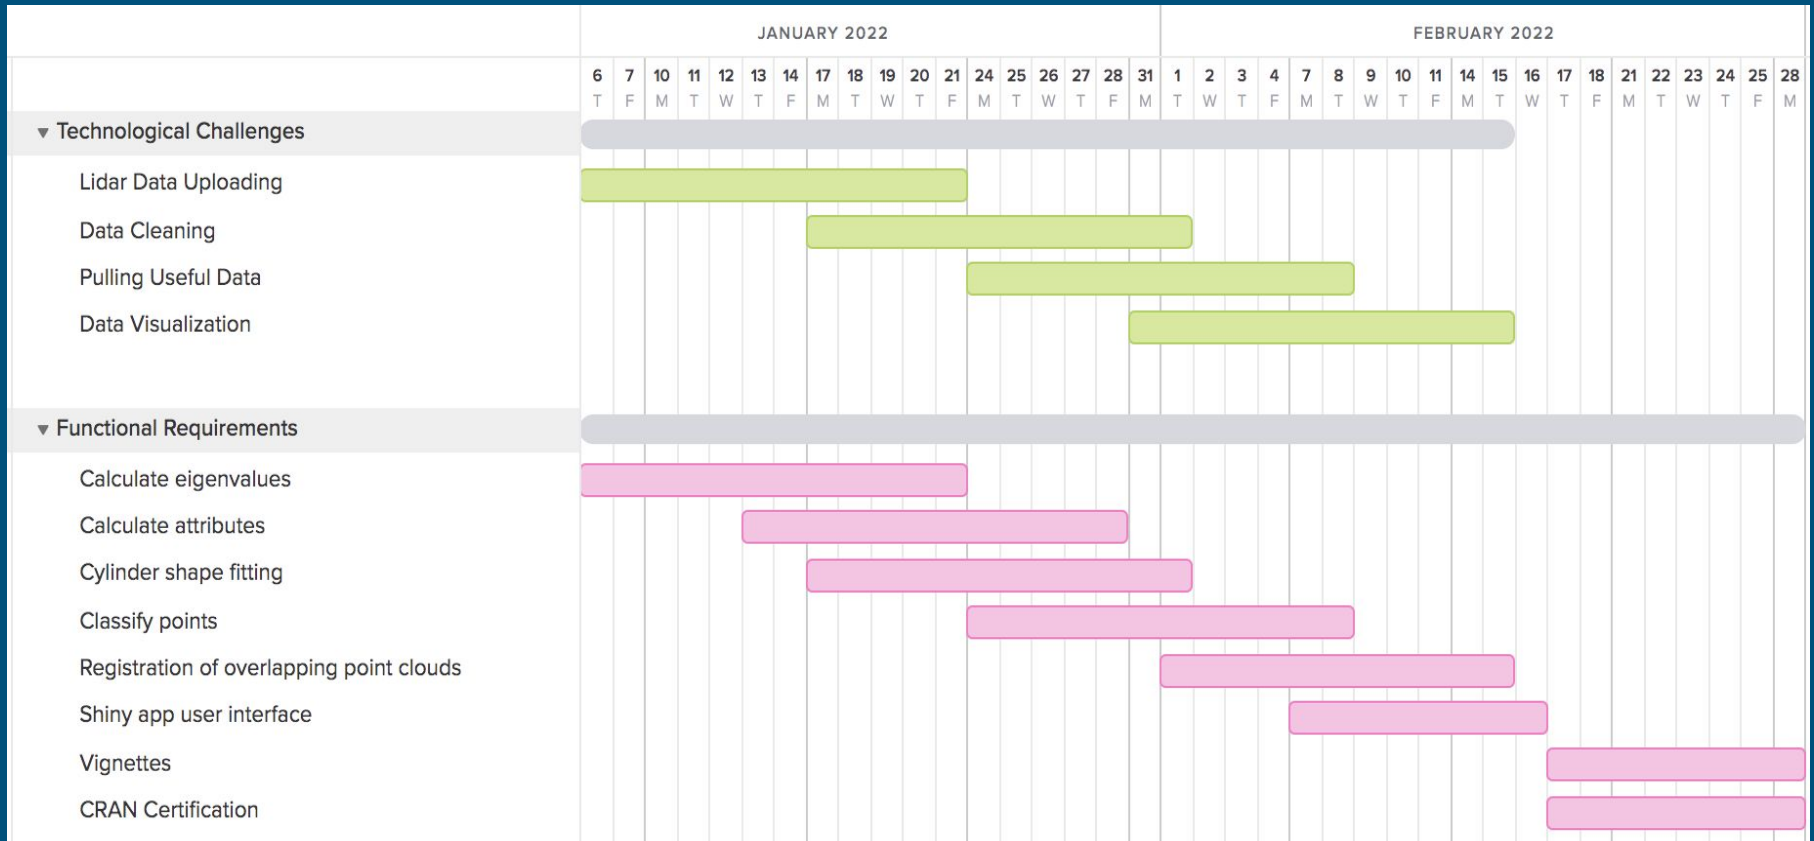 JANUARY 2022 FEBRUARY 2022
6 7 10 11 12 13 14 17 18 19 20 21 24 25 26 27 28 31 1 2 3 4 7 8 9 10 11 14 15 16 17 18 21 22 23 24 25 28
T F M T W T F M T W T F M T W T F M T W T F M T W T F M T W T F M T W T F M
Technological Challenges
Lidar Data Uploading
Data Cleaning
Pulling Useful Data
Data Visualization
Functional Requirements
Calculate eigenvalues
Calculate attributes
Cylinder shape fitting
Classify points
Registration of overlapping point clouds
Shiny app user interface
Vignettes
CRAN Certification